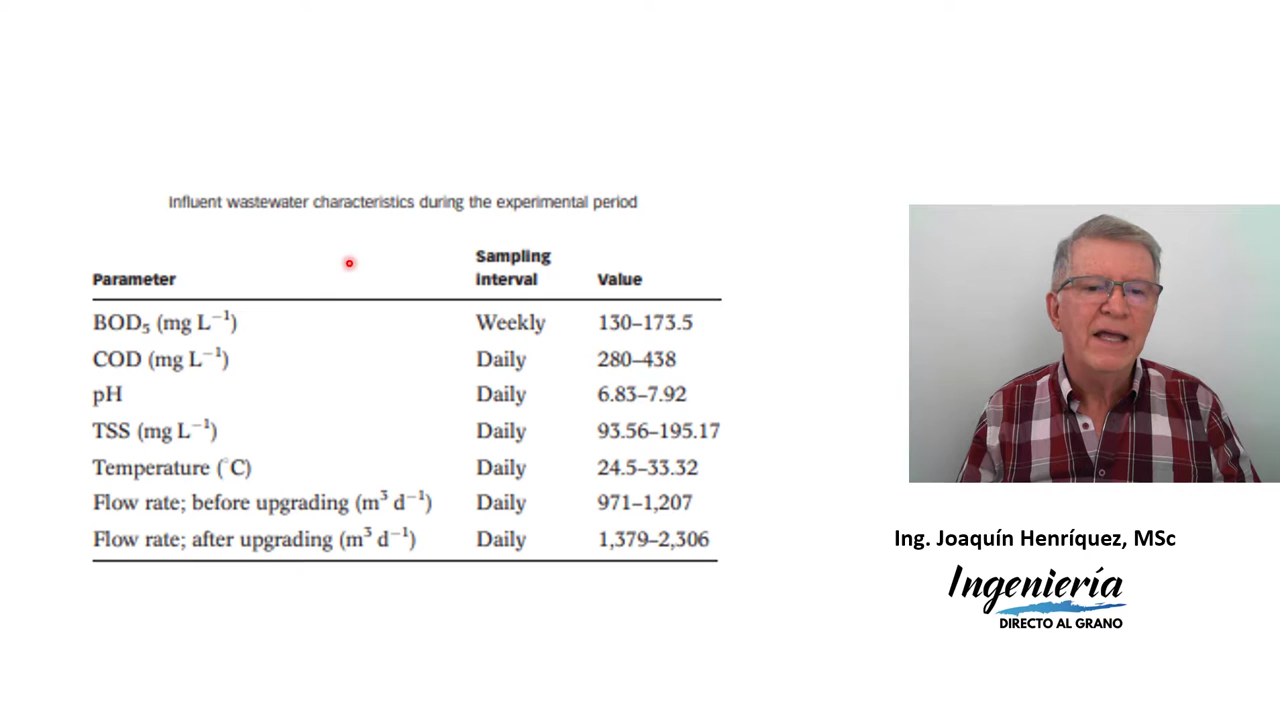 Influent wastewater characteristics during the experimental period
Parameter Sampling interval Value
BOD₅ (mg L⁻¹) Weekly 130–173.5
COD (mg L⁻¹) Daily 280–438
pH Daily 6.83–7.92
TSS (mg L⁻¹) Daily 93.56–195.17
Temperature (°C) Daily 24.5–33.32
Flow rate; before upgrading (m³ d⁻¹) Daily 971–1,207
Flow rate; after upgrading (m³ d⁻¹) Daily 1,379–2,306
Ing. Joaquín Henríquez, MSc
Ingeniería
DIRECTO AL GRANO